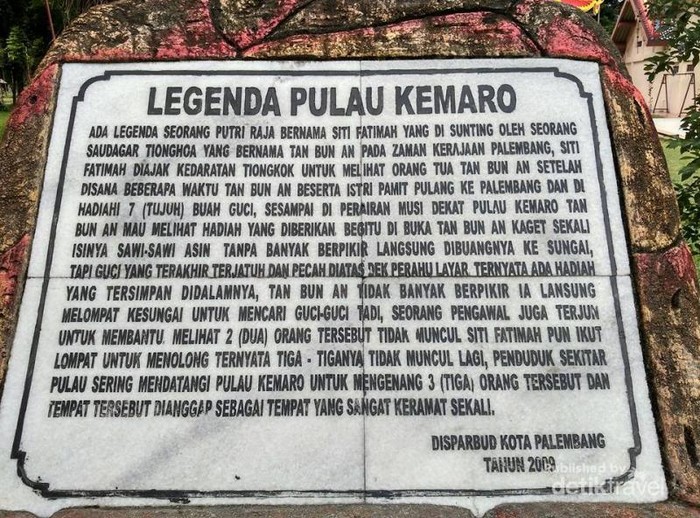 LEGENDA PULAU KEMARO
ADA LEGENDA SEORANG PUTRI RAJA BERNAMA SITI FATIMAH YANG DI SUNTING OLEH SEORANG
SAUDAGAR TIONGHOA YANG BERNAMA TAN BUN AN PADA ZAMAN KERAJAAN PALEMBANG, SITI
FATIMAH DIAJAK KEDARATAN TIONGKOK UNTUK MELIHAT ORANG TUA TAN BUN AN SETELAH
DISANA BEBERAPA WAKTU TAN BUN AN BESERTA ISTRI PAMIT PULANG KE PALEMBANG DAN DI
HADIAHI 7 (TUJUH) BUAH GUCI, SESAMPAI DI PERAIRAN MUSI DEKAT PULAU KEMARO TAN
BUN AN MAU MELIHAT HADIAH YANG DIBERIKAN. BEGITU DI BUKA TAN BUN AN KAGET SEKALI
ISINYA SAWI-SAWI ASIN TANPA BANYAK BERPIKIR LANGSUNG DIBUANGNYA KE SUNGAI,
TAPI GUCI YANG TERAKHIR TERJATUH DAN PECAH DIATAS DEK PERAHU LAYAR. TERNYATA ADA HADIAH
YANG TERSIMPAN DIDALAMNYA, TAN BUN AN TIDAK BANYAK BERPIKIR IA LANSUNG
MELOMPAT KESUNGAI UNTUK MENCARI GUCI-GUCI TADI, SEORANG PENGAWAL JUGA TERJUN
UNTUK MEMBANTU. MELIHAT 2 (DUA) ORANG TERSEBUT TIDAK MUNCUL SITI FATIMAH PUN IKUT
LOMPAT UNTUK MENOLONG TERNYATA TIGA - TIGANYA TIDAK MUNCUL LAGI, PENDUDUK SEKITAR
PULAU SERING MENDATANGI PULAU KEMARO UNTUK MENGENANG 3 (TIGA) ORANG TERSEBUT DAN
TEMPAT TERSEBUT DIANGGAP SEBAGAI TEMPAT YANG SANGAT KERAMAT SEKALI.
DISPARBUD KOTA PALEMBANG
TAHUN 2009
Published by
detiktravel